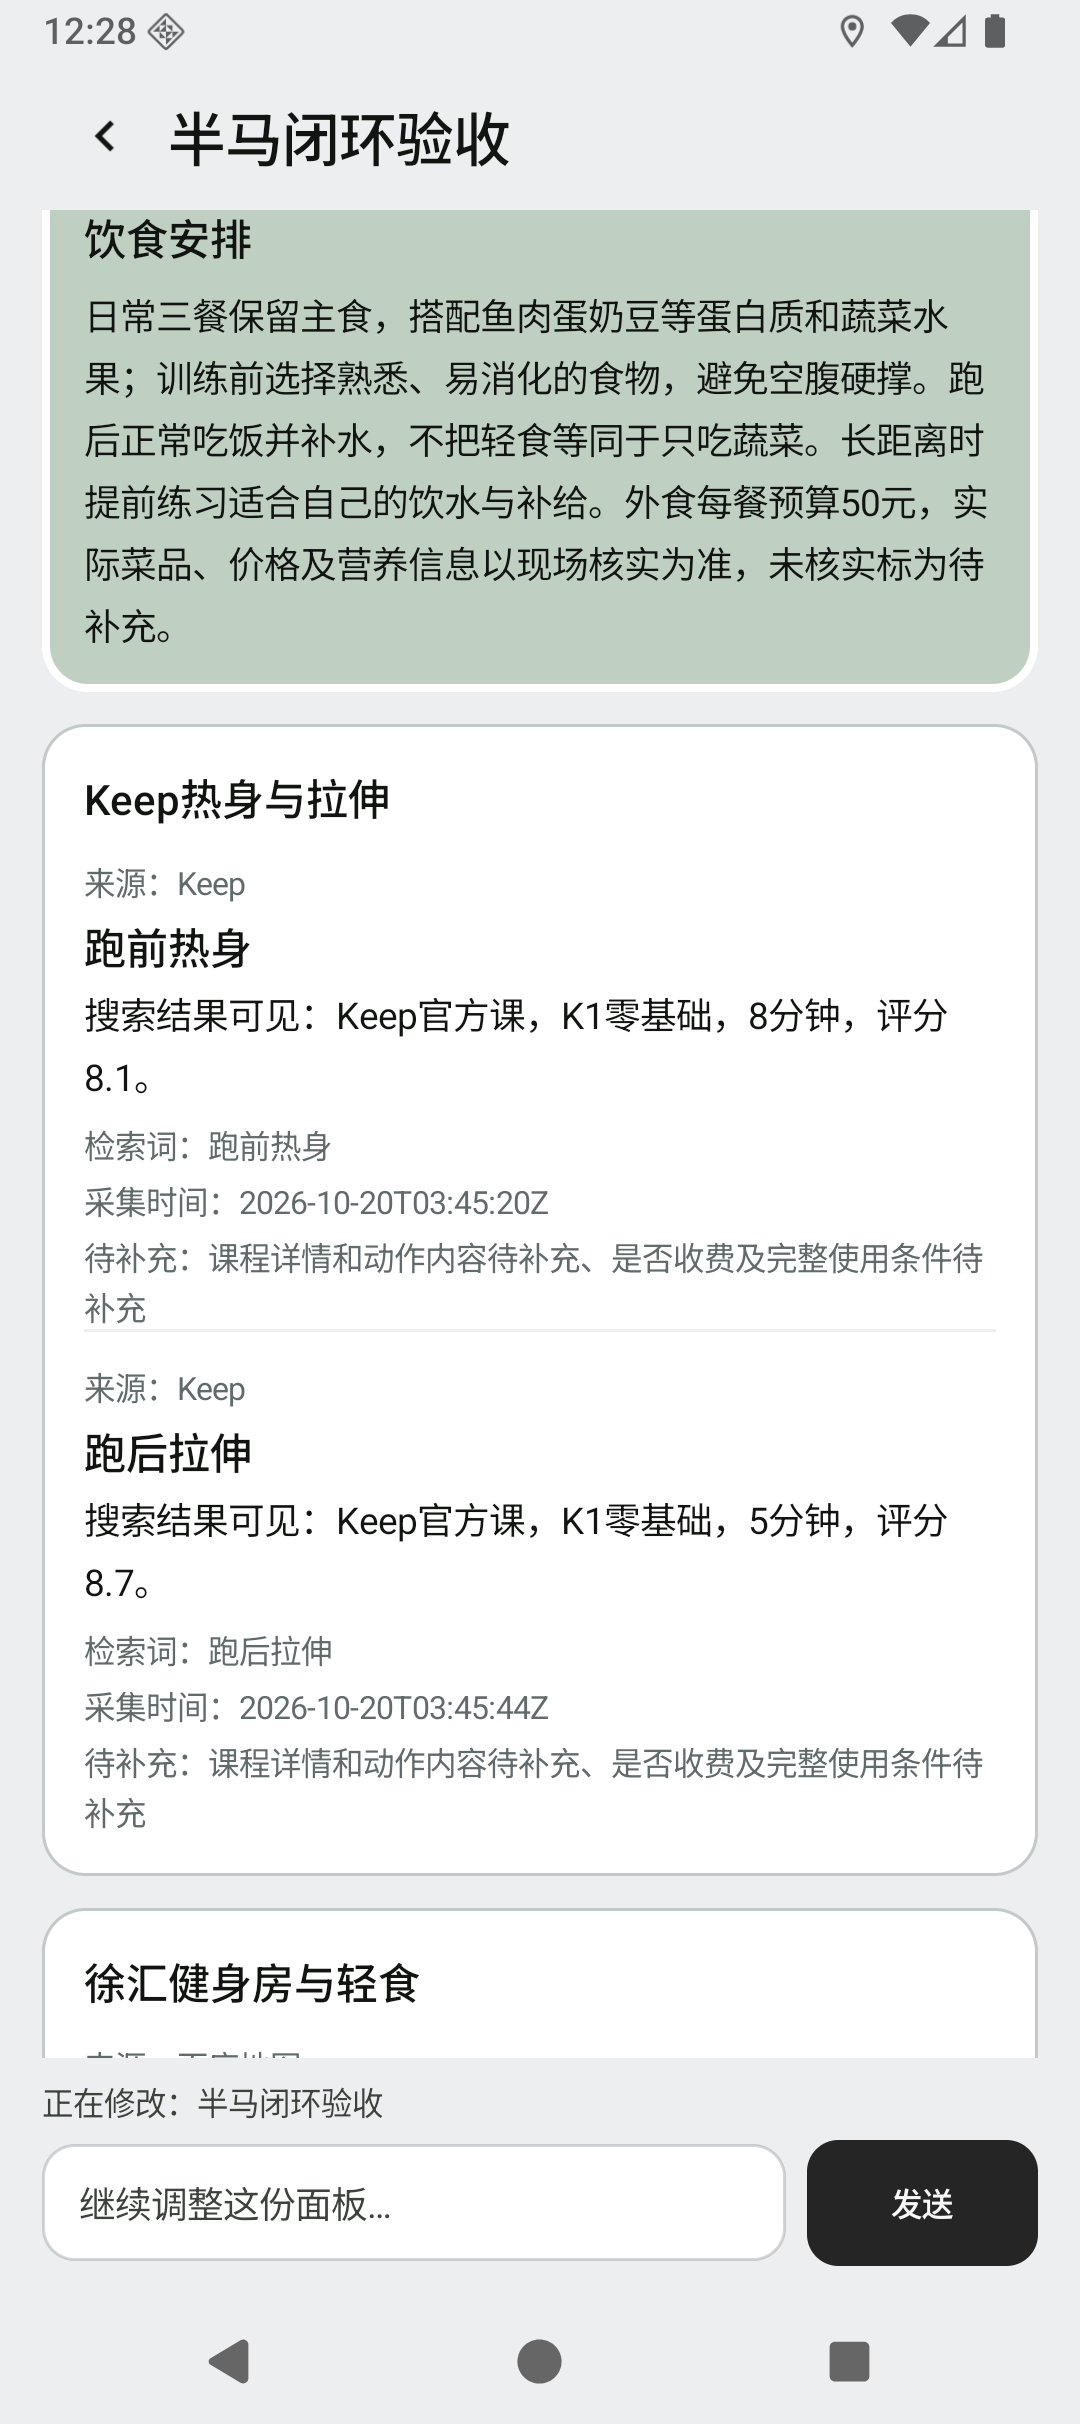 12:28
半马闭环验收
饮食安排
日常三餐保留主食，搭配鱼肉蛋奶豆等蛋白质和蔬菜水
果；训练前选择熟悉、易消化的食物，避免空腹硬撑。跑
后正常吃饭并补水，不把轻食等同于只吃蔬菜。长距离时
提前练习适合自己的饮水与补给。外食每餐预算50元，实
际菜品、价格及营养信息以现场核实为准，未核实标为待
补充。
Keep热身与拉伸
来源：Keep
跑前热身
搜索结果可见：Keep官方课，K1零基础，8分钟，评分
8.1。
检索词：跑前热身
采集时间：2026-10-20T03:45:20Z
待补充：课程详情和动作内容待补充、是否收费及完整使用条件待
补充
来源：Keep
跑后拉伸
搜索结果可见：Keep官方课，K1零基础，5分钟，评分
8.7。
检索词：跑后拉伸
采集时间：2026-10-20T03:45:44Z
待补充：课程详情和动作内容待补充、是否收费及完整使用条件待
补充
徐汇健身房与轻食
正在修改：半马闭环验收
继续调整这份面板...
发送